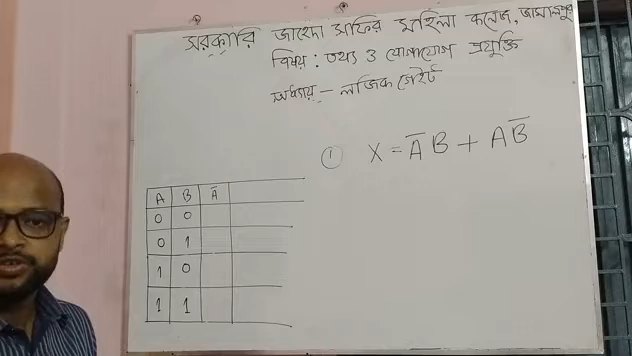 সরকারি জাহেদা সফির মহিলা কলেজ, জামালপুর
বিষয় : তথ্য ও যোগাযোগ প্রযুক্তি
অধ্যায় - লজিক গেইট
① X = A̅ B + A B̅
A B A̅
0 0
0 1
1 0
1 1